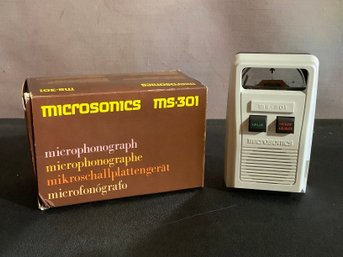 ms-301
microsonics ms-301
microphonograph
microphonographe
mikroschallplattengerät
microfonógrafo
MS-301
MICROSONICS